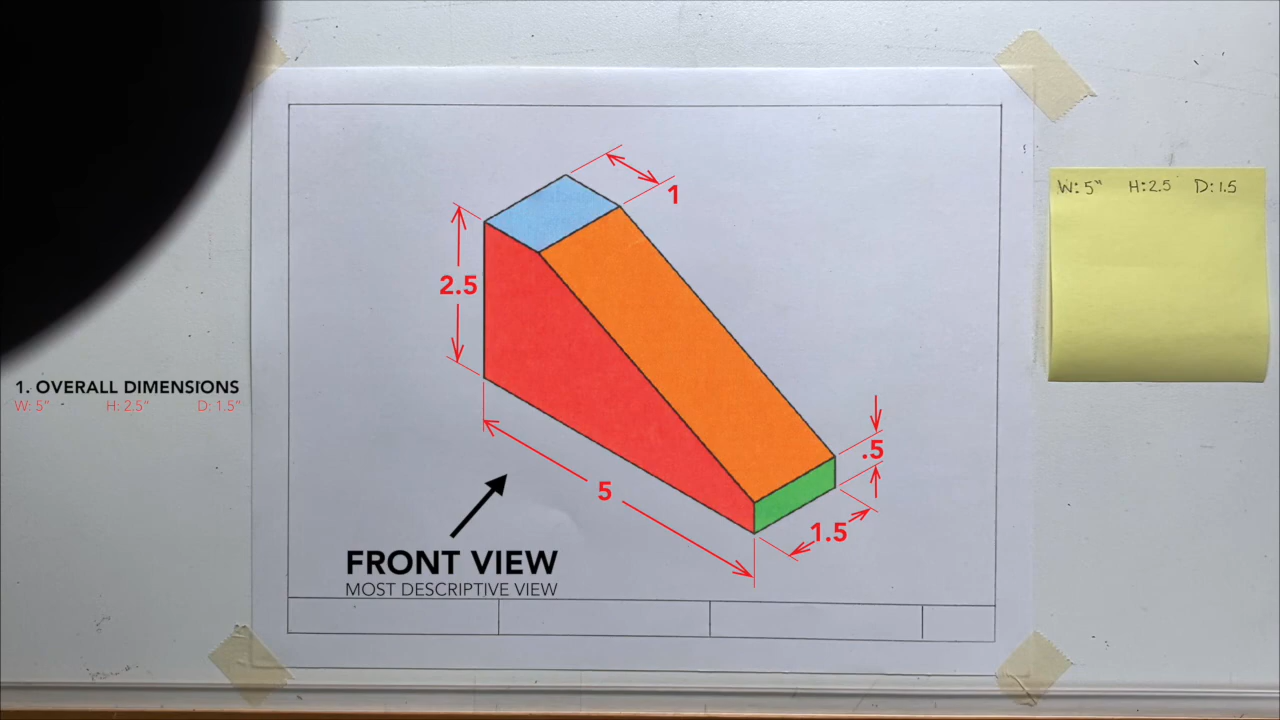 W: 5" H: 2.5 D: 1.5
1
2.5
1. OVERALL DIMENSIONS
W: 5" H: 2.5" D: 1.5"
.5
5
1.5
FRONT VIEW
MOST DESCRIPTIVE VIEW